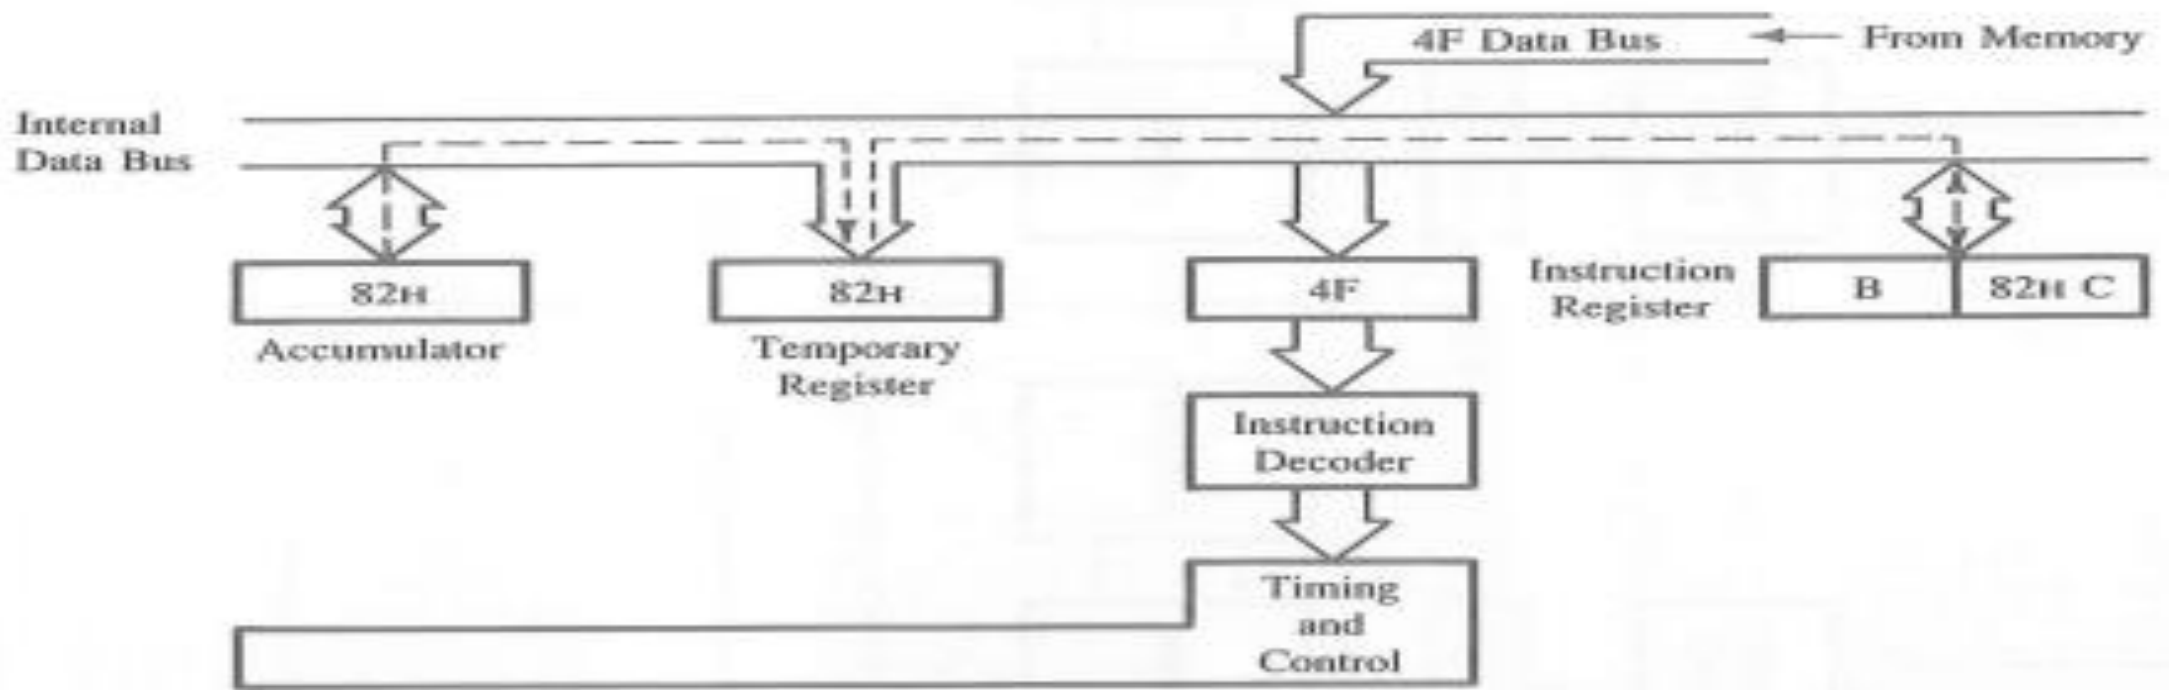 4F Data Bus
From Memory
Internal
Data Bus
82H
Accumulator
82H
Temporary
Register
4F
Instruction
Register
B
82H C
Instruction
Decoder
Timing
and
Control